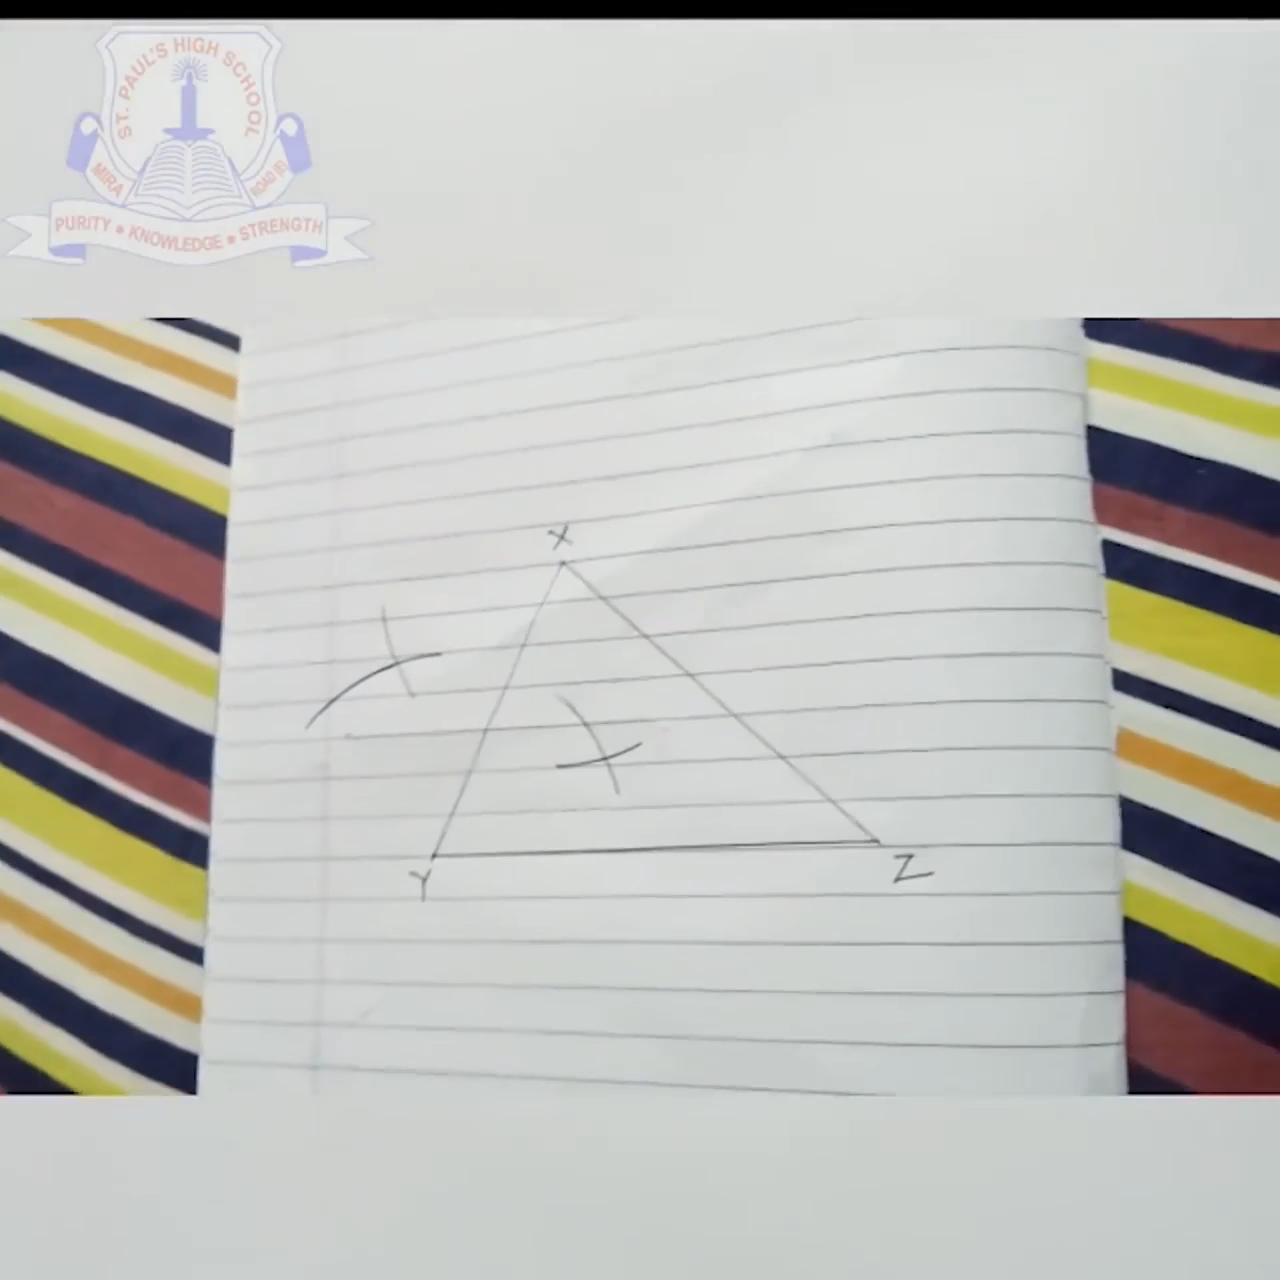 ST. PAUL'S HIGH SCHOOL
MIRA ROAD (E)
PURITY • KNOWLEDGE • STRENGTH
X
Y
Z